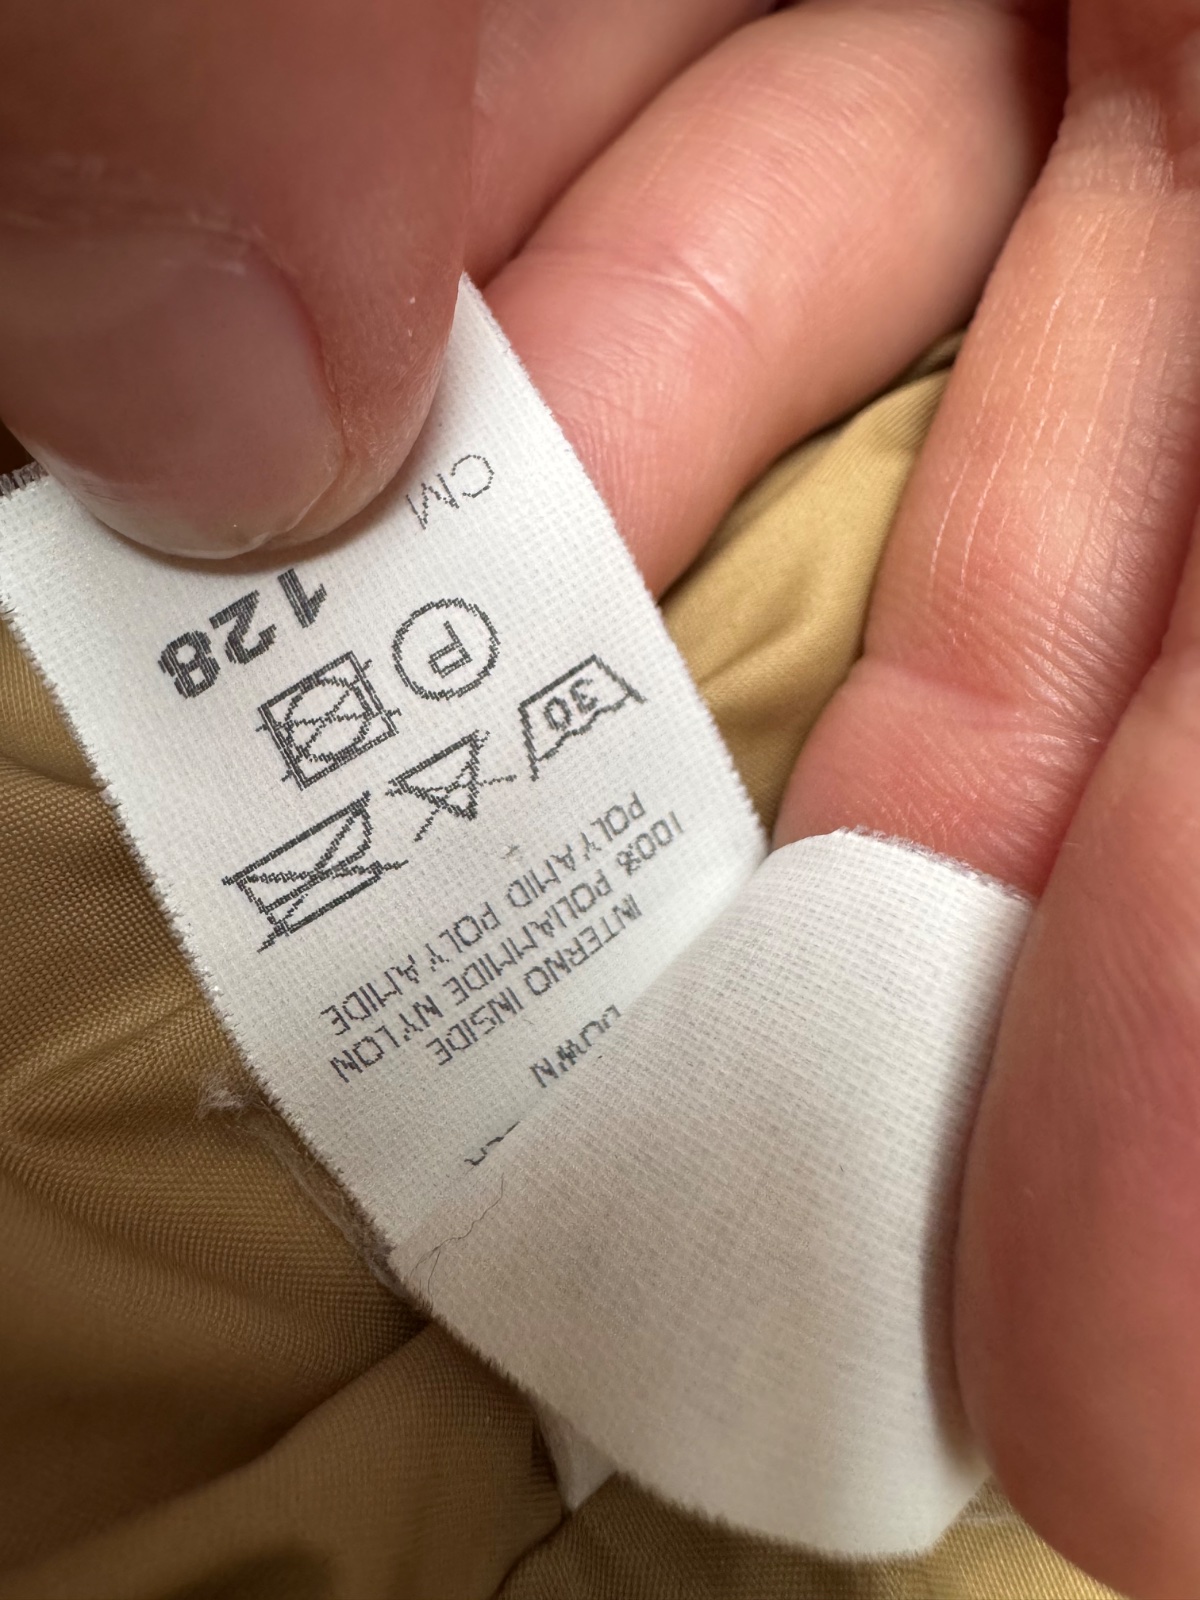 DOWN
INTERNO INSIDE
100% POLIAMMIDE NYLON
POLYAMID POLYAMIDE
30
P
CM 128